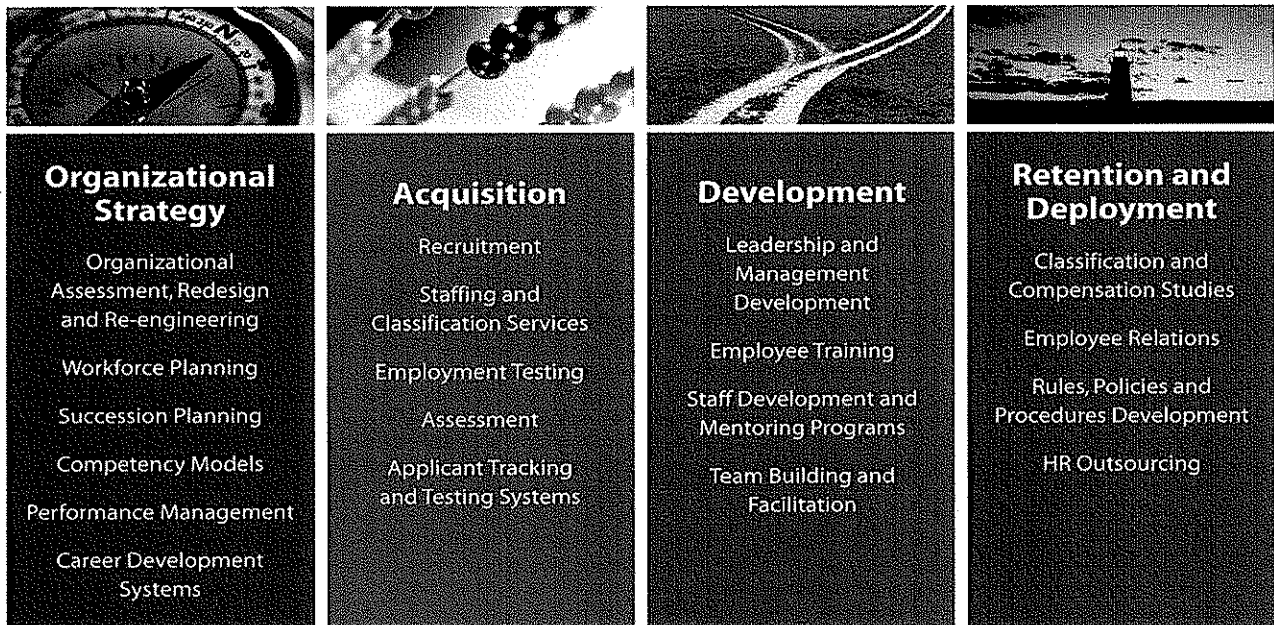 N
Organizational
Strategy
Organizational
Assessment, Redesign
and Re-engineering
Workforce Planning
Succession Planning
Competency Models
Performance Management
Career Development
Systems
Acquisition
Recruitment
Staffing and
Classification Services
Employment Testing
Assessment
Applicant Tracking
and Testing Systems
Development
Leadership and
Management
Development
Employee Training
Staff Development and
Mentoring Programs
Team Building and
Facilitation
Retention and
Deployment
Classification and
Compensation Studies
Employee Relations
Rules, Policies and
Procedures Development
HR Outsourcing